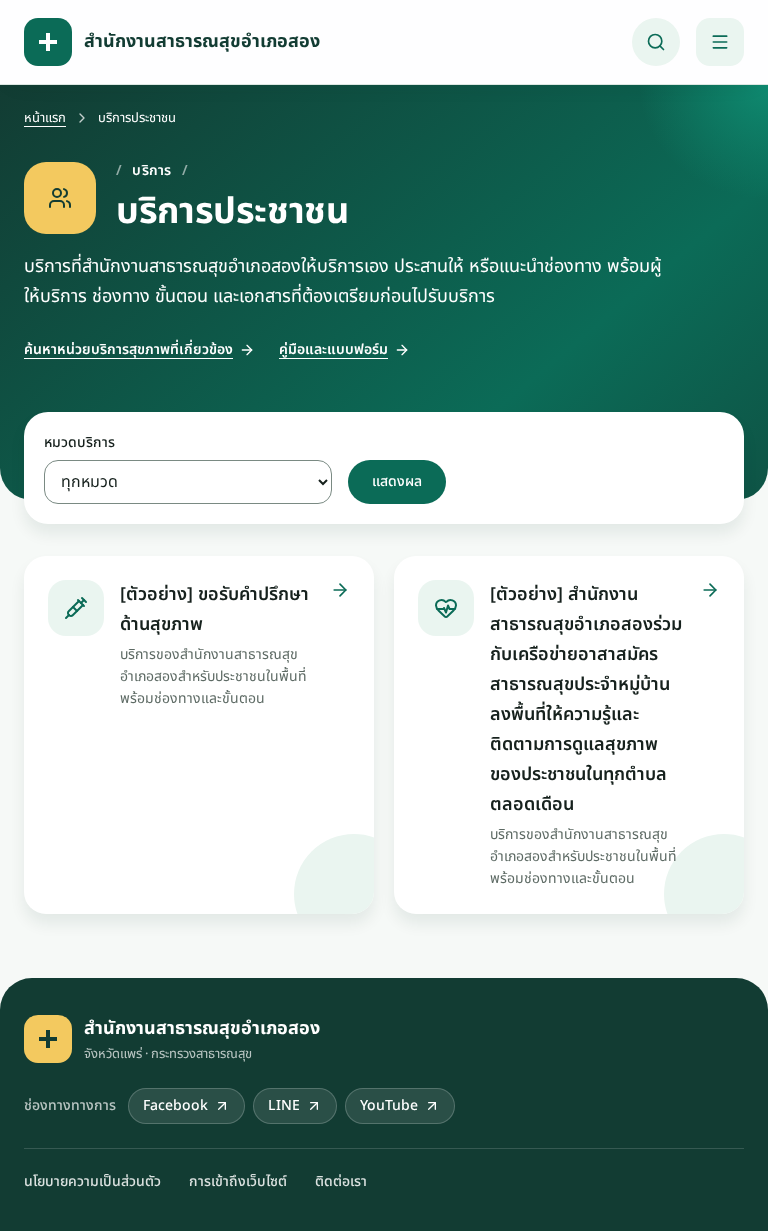 สำนักงานสาธารณสุขอำเภอสอง
หน้าแรก > บริการประชาชน
/ บริการ /
บริการประชาชน
บริการที่สำนักงานสาธารณสุขอำเภอสองให้บริการเอง ประสานให้ หรือแนะนำช่องทาง พร้อมผู้
ให้บริการ ช่องทาง ขั้นตอน และเอกสารที่ต้องเตรียมก่อนไปรับบริการ
ค้นหาหน่วยบริการสุขภาพที่เกี่ยวข้อง → คู่มือและแบบฟอร์ม →
หมวดบริการ
ทุกหมวด แสดงผล
[ตัวอย่าง] ขอรับคำปรึกษา
ด้านสุขภาพ
บริการของสำนักงานสาธารณสุข
อำเภอสองสำหรับประชาชนในพื้นที่
พร้อมช่องทางและขั้นตอน
[ตัวอย่าง] สำนักงาน
สาธารณสุขอำเภอสองร่วม
กับเครือข่ายอาสาสมัคร
สาธารณสุขประจำหมู่บ้าน
ลงพื้นที่ให้ความรู้และ
ติดตามการดูแลสุขภาพ
ของประชาชนในทุกตำบล
ตลอดเดือน
บริการของสำนักงานสาธารณสุข
อำเภอสองสำหรับประชาชนในพื้นที่
พร้อมช่องทางและขั้นตอน
สำนักงานสาธารณสุขอำเภอสอง
จังหวัดแพร่ · กระทรวงสาธารณสุข
ช่องทางทางการ Facebook LINE YouTube
นโยบายความเป็นส่วนตัว การเข้าถึงเว็บไซต์ ติดต่อเรา